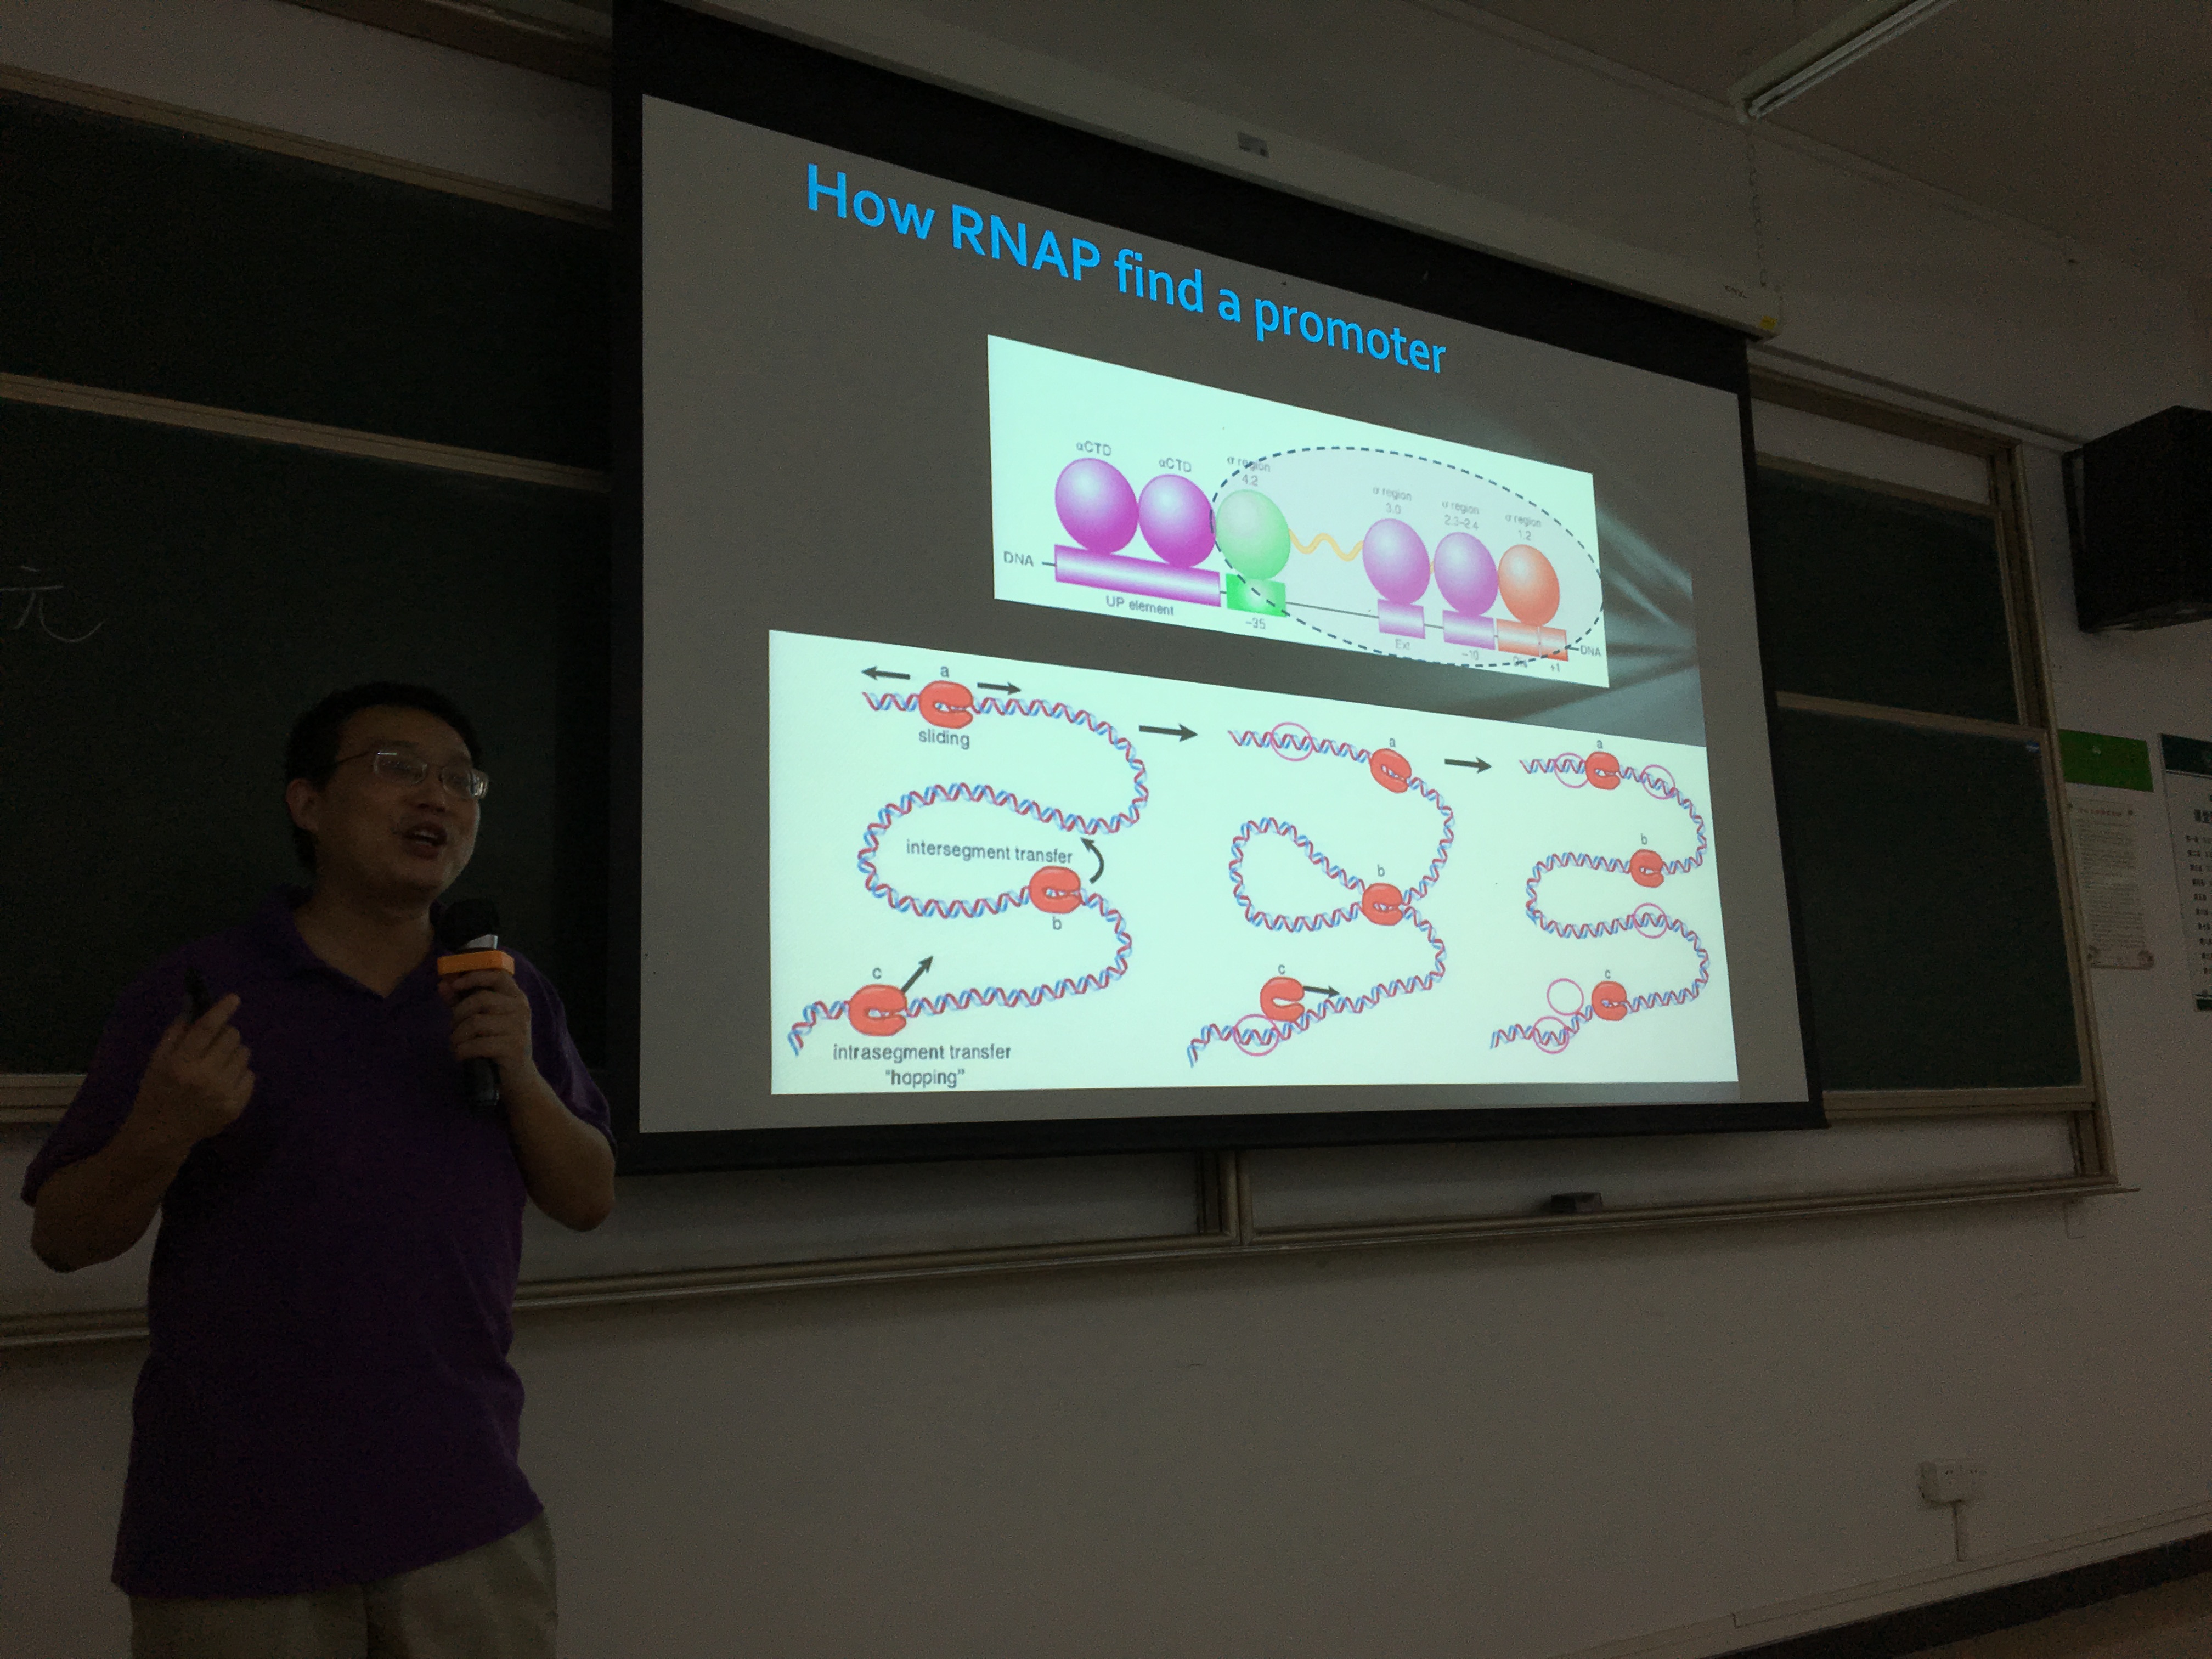 How RNAP find a promoter
αCTD
αCTD
σ region
4.2
σ region
3.0
σ region
2.3–2.4
σ region
1.2
DNA
UP element
–35
Ext
–10
Dis
+1
DNA
a
sliding
intersegment transfer
b
c
intrasegment transfer
"hopping"
a
b
c
a
b
c
元